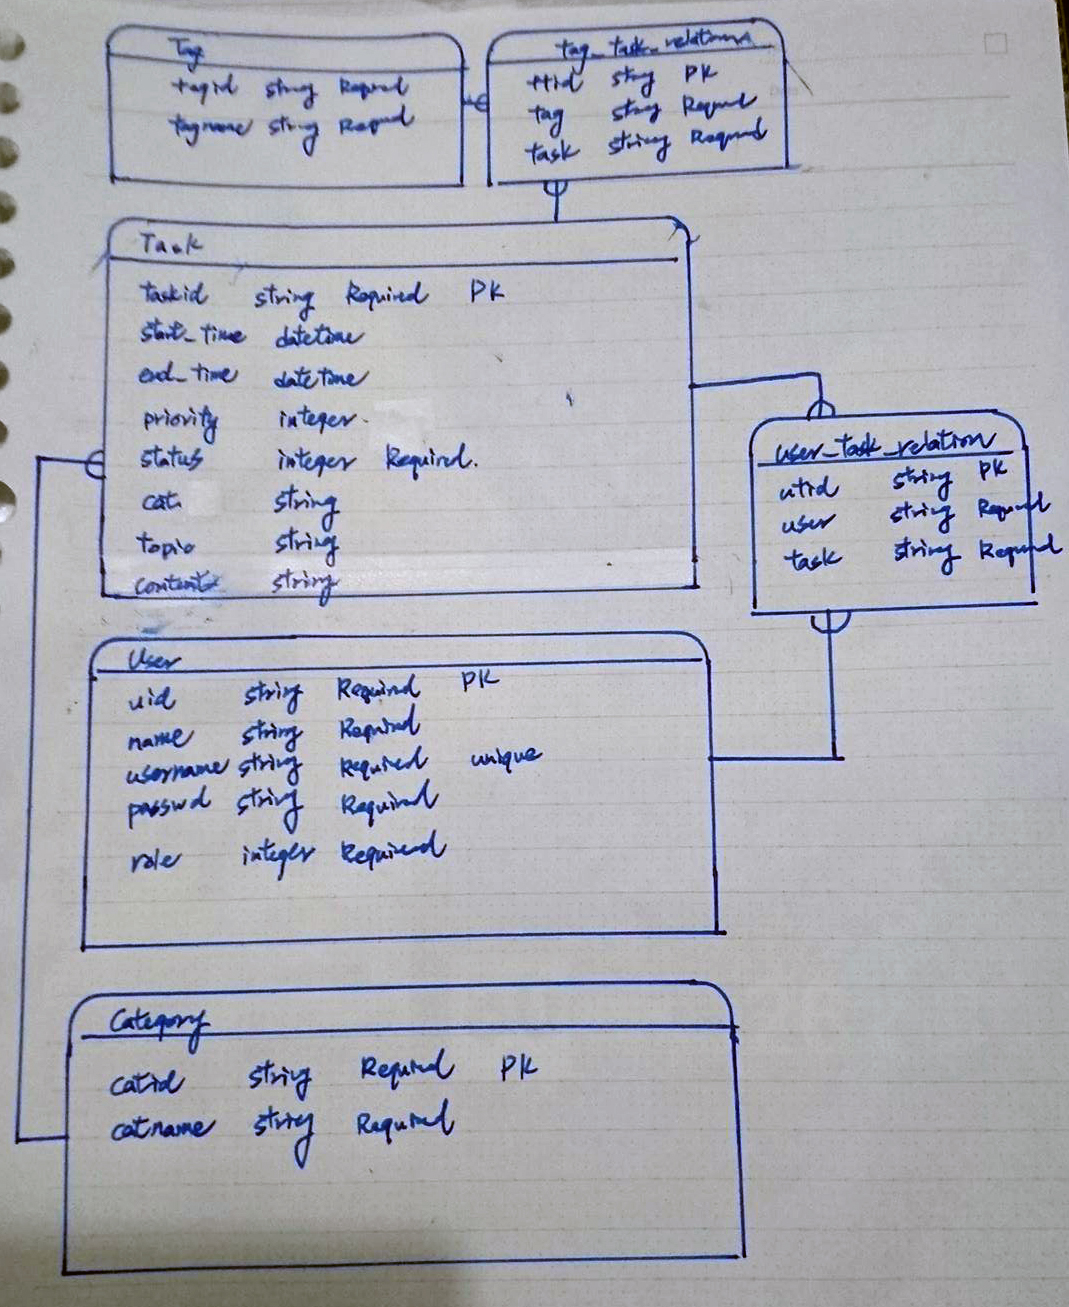 Tag
tagid string Required
tagname string Required
tag_task_relation
ttid string PK
tag string Required
task string Required
Task
taskid string Required PK
start_time datetime
end_time datetime
priority integer
status integer Required.
cat string
topic string
content string
user_task_relation
utid string PK
user string Required
task string Required
User
uid string Required PK
name string Required
username string Required unique
passwd string Required
role integer Required
Category
catid string Required PK
catname string Required